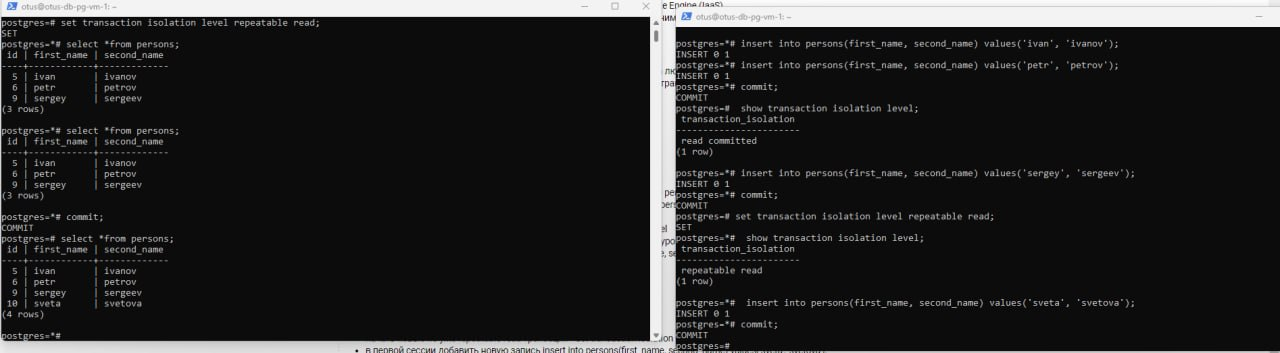 otus@otus-db-pg-vm-1: ~
postgres=# set transaction isolation level repeatable read;
SET
postgres=*# select *from persons;
 id | first_name | second_name
----+------------+-------------
  5 | ivan       | ivanov
  6 | petr       | petrov
  9 | sergey     | sergeev
(3 rows)
postgres=*# select *from persons;
 id | first_name | second_name
----+------------+-------------
  5 | ivan       | ivanov
  6 | petr       | petrov
  9 | sergey     | sergeev
(3 rows)
postgres=*# commit;
COMMIT
postgres=# select *from persons;
 id | first_name | second_name
----+------------+-------------
  5 | ivan       | ivanov
  6 | petr       | petrov
  9 | sergey     | sergeev
 10 | sveta      | svetova
(4 rows)
postgres=*#
e Engine (IaaS)
otus@otus-db-pg-vm-1: ~
postgres=*# insert into persons(first_name, second_name) values('ivan', 'ivanov');
INSERT 0 1
postgres=*# insert into persons(first_name, second_name) values('petr', 'petrov');
INSERT 0 1
postgres=*# commit;
COMMIT
postgres=#  show transaction isolation level;
 transaction_isolation
-----------------------
 read committed
(1 row)
postgres=*# insert into persons(first_name, second_name) values('sergey', 'sergeev');
INSERT 0 1
postgres=*# commit;
COMMIT
postgres=# set transaction isolation level repeatable read;
SET
postgres=*#  show transaction isolation level;
 transaction_isolation
-----------------------
 repeatable read
(1 row)
postgres=*#  insert into persons(first_name, second_name) values('sveta', 'svetova');
INSERT 0 1
postgres=*# commit;
COMMIT
postgres=#
в первой сессии добавить новую запись insert into persons(first_name, second_name)